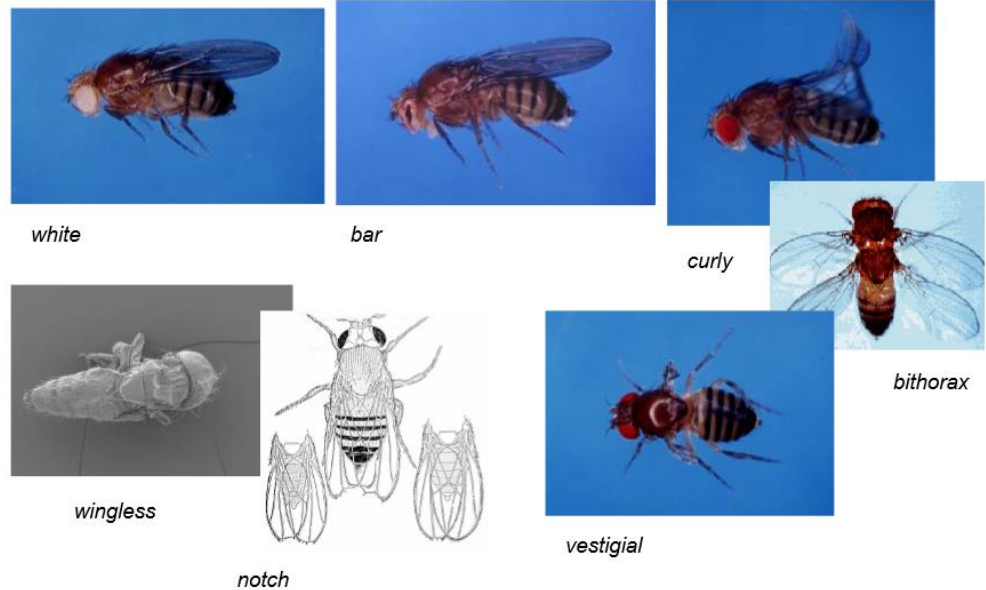 white
bar
curly
bithorax
wingless
vestigial
notch